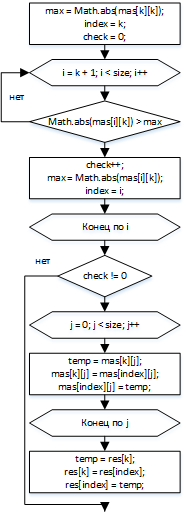 max = Math.abs(mas[k][k]);
index = k;
check = 0;
i = k + 1; i < size; i++
нет
Math.abs(mas[i][k]) > max
check++;
max= Math.abs(mas[i][k]);
index = i;
Конец по i
нет
check != 0
j = 0; j < size; j++
temp = mas[k][j];
mas[k][j] = mas[index][j];
mas[index][j] = temp;
Конец по j
temp = res[k];
res[k] = res[index];
res[index] = temp;